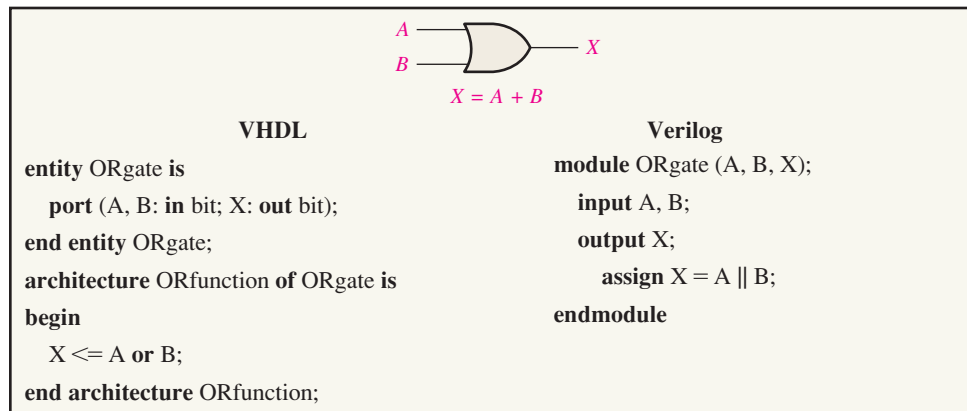 A
X
B
X = A + B
VHDL
entity ORgate is
port (A, B: in bit; X: out bit);
end entity ORgate;
architecture ORfunction of ORgate is
begin
X <= A or B;
end architecture ORfunction;
Verilog
module ORgate (A, B, X);
input A, B;
output X;
assign X = A || B;
endmodule